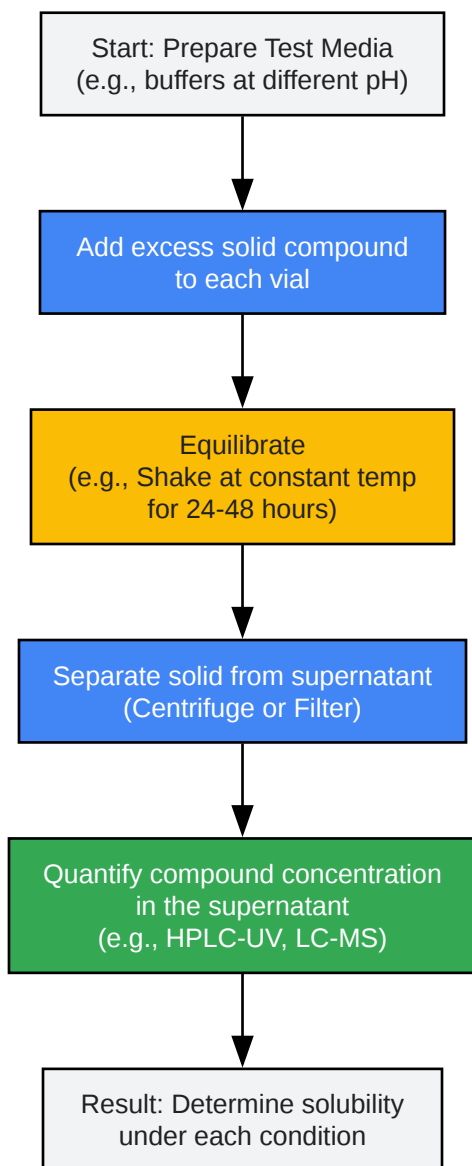 Start: Prepare Test Media
(e.g., buffers at different pH)
Add excess solid compound
to each vial
Equilibrate
(e.g., Shake at constant temp
for 24-48 hours)
Separate solid from supernatant
(Centrifuge or Filter)
Quantify compound concentration
in the supernatant
(e.g., HPLC-UV, LC-MS)
Result: Determine solubility
under each condition